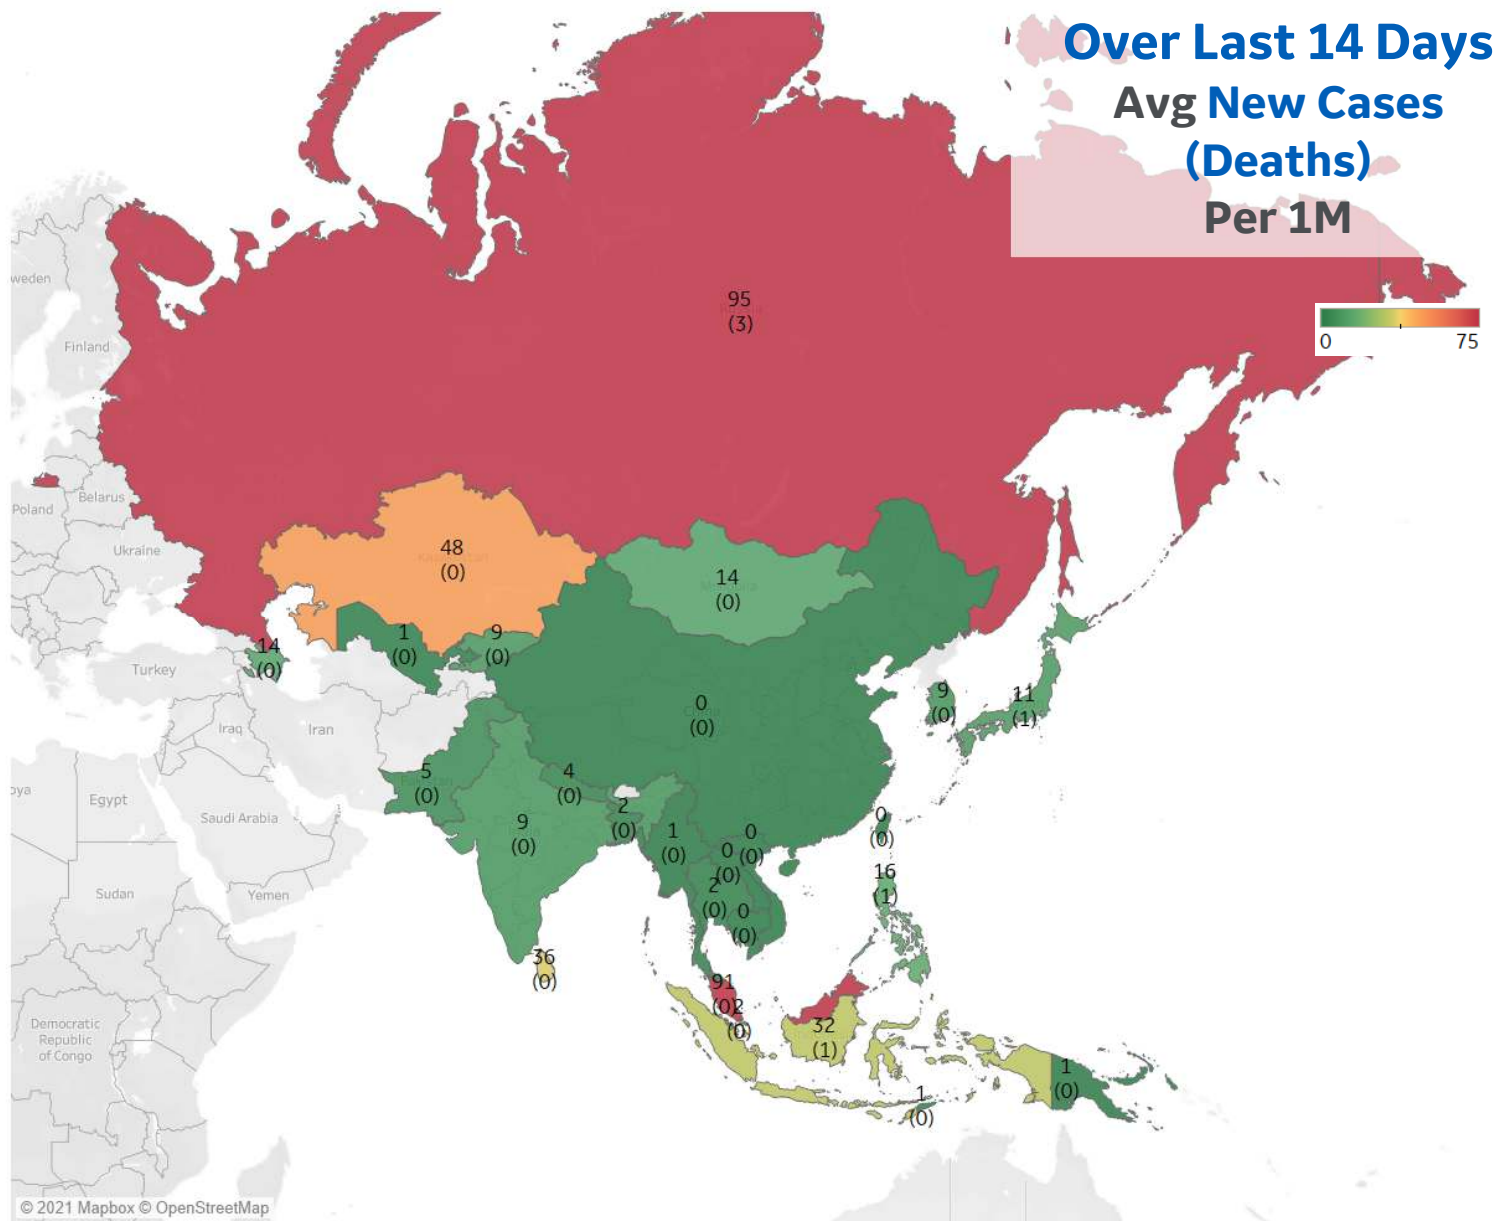 Over Last 14 Days
Avg New Cases
(Deaths)
Per 1M
95
(3)
0
75
weden
Finland
Poland
Belarus
Ukraine
48
(0)
14
(0)
1
(0)
9
(0)
14
(0)
Turkey
Iraq
Iran
0
(0)
9
(0)
11
(1)
5
(0)
4
(0)
2
(0)
9
(0)
1
(0)
0
(0)
0
(0)
2
(0)
0
(0)
0
(0)
16
(1)
oya
Egypt
Saudi Arabia
Sudan
Yemen
36
(0)
91
(0)
2
(0)
32
(1)
1
(0)
1
(0)
Democratic
Republic
of Congo
© 2021 Mapbox © OpenStreetMap